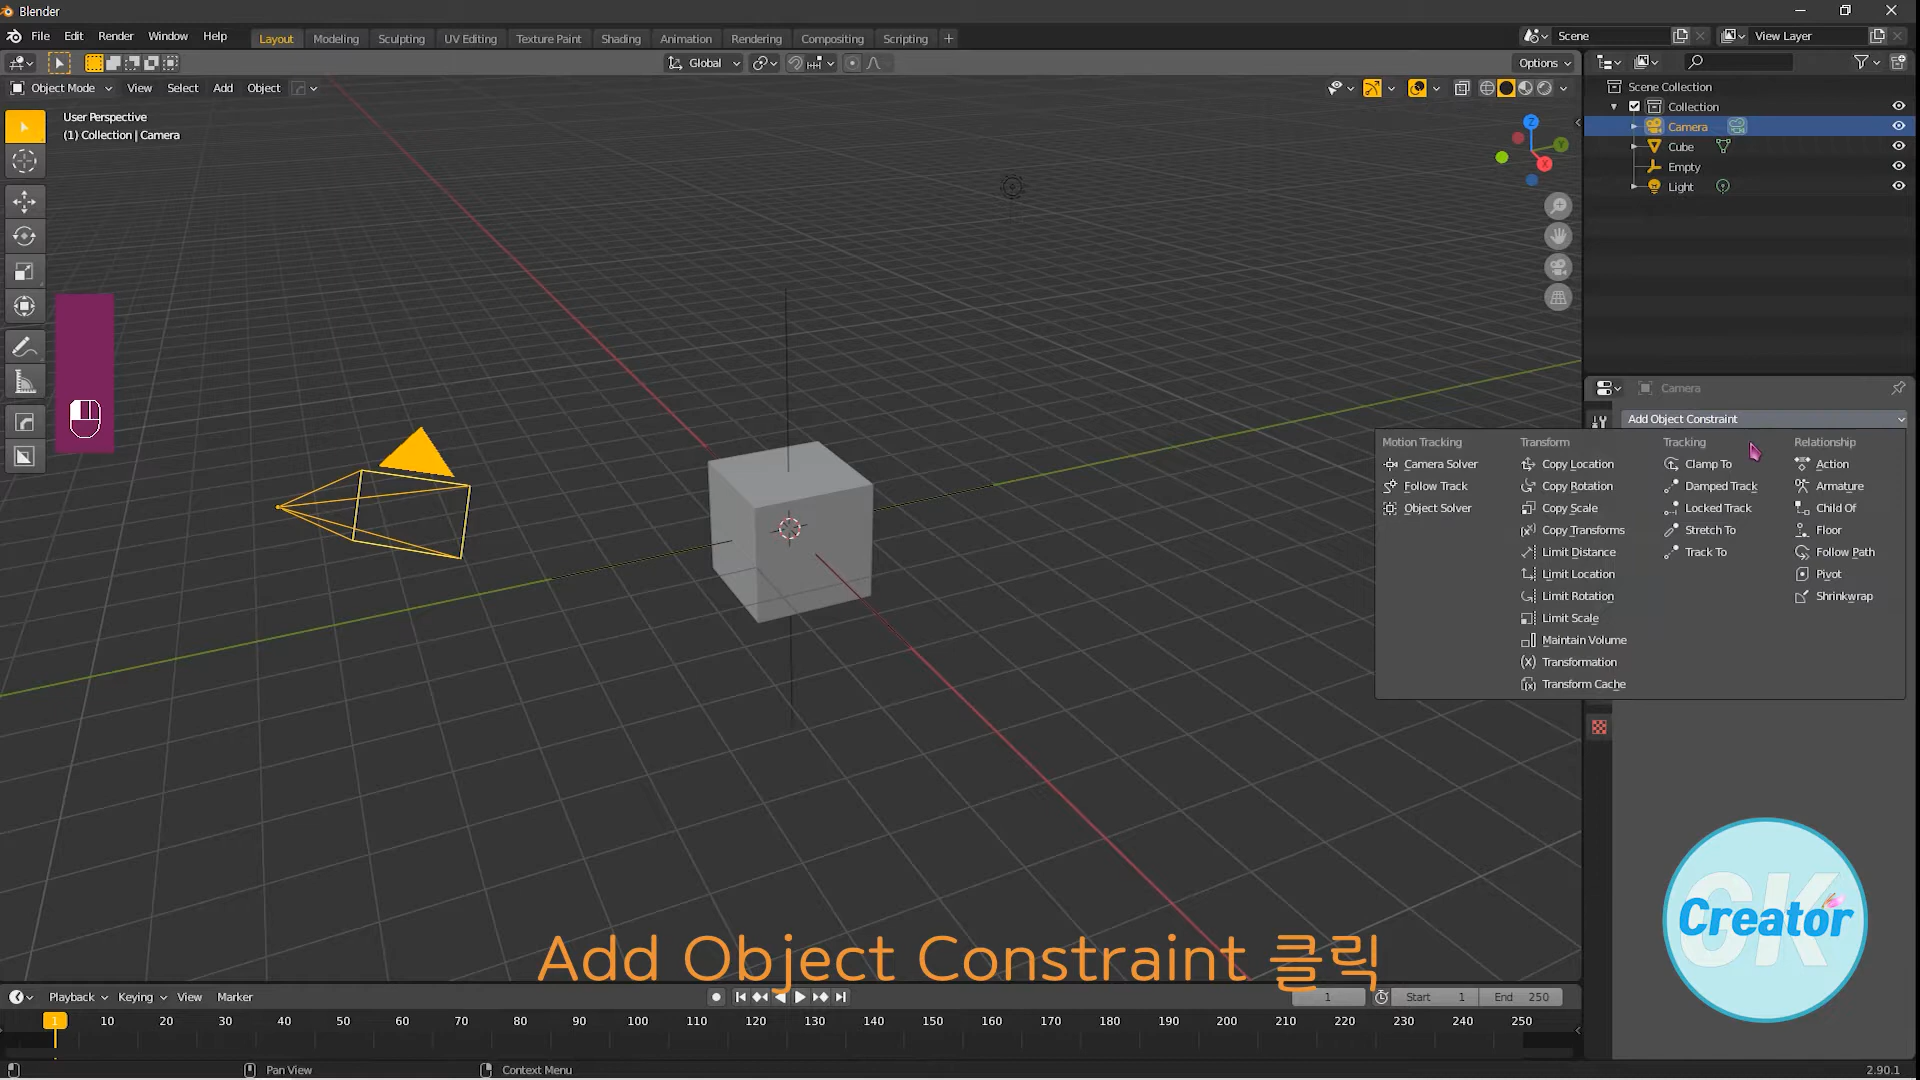 Blender
File Edit Render Window Help Layout Modeling Sculpting UV Editing Texture Paint Shading Animation Rendering Compositing Scripting + Scene View Layer
Global Options
Object Mode View Select Add Object
User Perspective
(1) Collection | Camera
Z
Y
X
Scene Collection
Collection
Camera
Cube
Empty
Light
Camera
Add Object Constraint
Motion Tracking
Camera Solver
Follow Track
Object Solver
Transform
Copy Location
Copy Rotation
Copy Scale
Copy Transforms
Limit Distance
Limit Location
Limit Rotation
Limit Scale
Maintain Volume
Transformation
Transform Cache
Tracking
Clamp To
Damped Track
Locked Track
Stretch To
Track To
Relationship
Action
Armature
Child Of
Floor
Follow Path
Pivot
Shrinkwrap
CK
Creator
Add Object Constraint 클릭
Playback Keying View Marker 1 Start 1 End 250
1 10 20 30 40 50 60 70 80 90 100 110 120 130 140 150 160 170 180 190 200 210 220 230 240 250
Pan View Context Menu 2.90.1